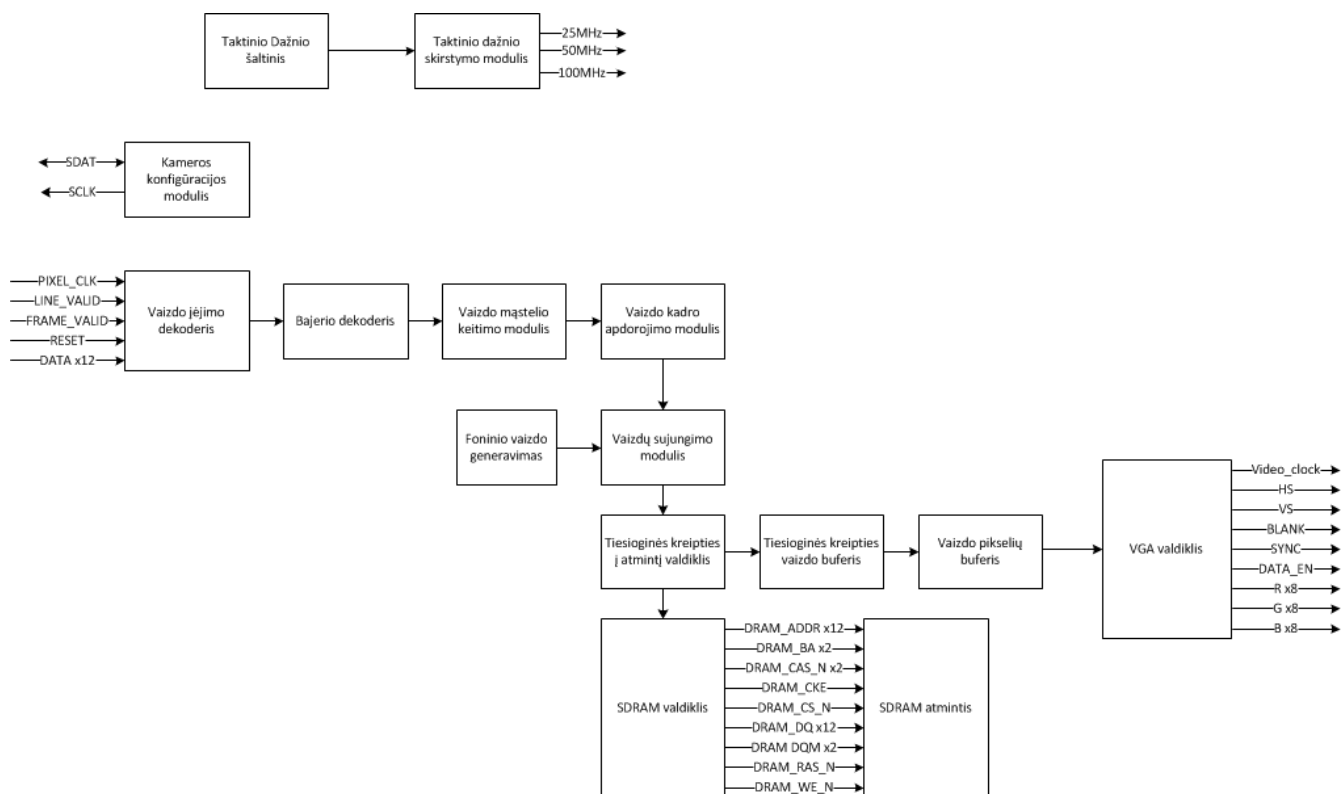 Taktinio Dažnio
šaltinis
Taktinio dažnio
skirstymo modulis
25MHz
50MHz
100MHz
SDAT
SCLK
Kameros
konfigūracijos
modulis
PIXEL_CLK
LINE_VALID
FRAME_VALID
RESET
DATA x12
Vaizdo įėjimo
dekoderis
Bajerio dekoderis
Vaizdo mąstelio
keitimo modulis
Vaizdo kadro
apdorojimo modulis
Foninio vaizdo
generavimas
Vaizdų sujungimo
modulis
Tiesioginės kreipties
į atmintį valdiklis
Tiesioginės kreipties
vaizdo buferis
Vaizdo pikselių
buferis
VGA valdiklis
Video_clock
HS
VS
BLANK
SYNC
DATA_EN
R x8
G x8
B x8
SDRAM valdiklis
DRAM_ADDR x12
DRAM_BA x2
DRAM_CAS_N x2
DRAM_CKE
DRAM_CS_N
DRAM_DQ x12
DRAM DQM x2
DRAM_RAS_N
DRAM_WE_N
SDRAM atmintis